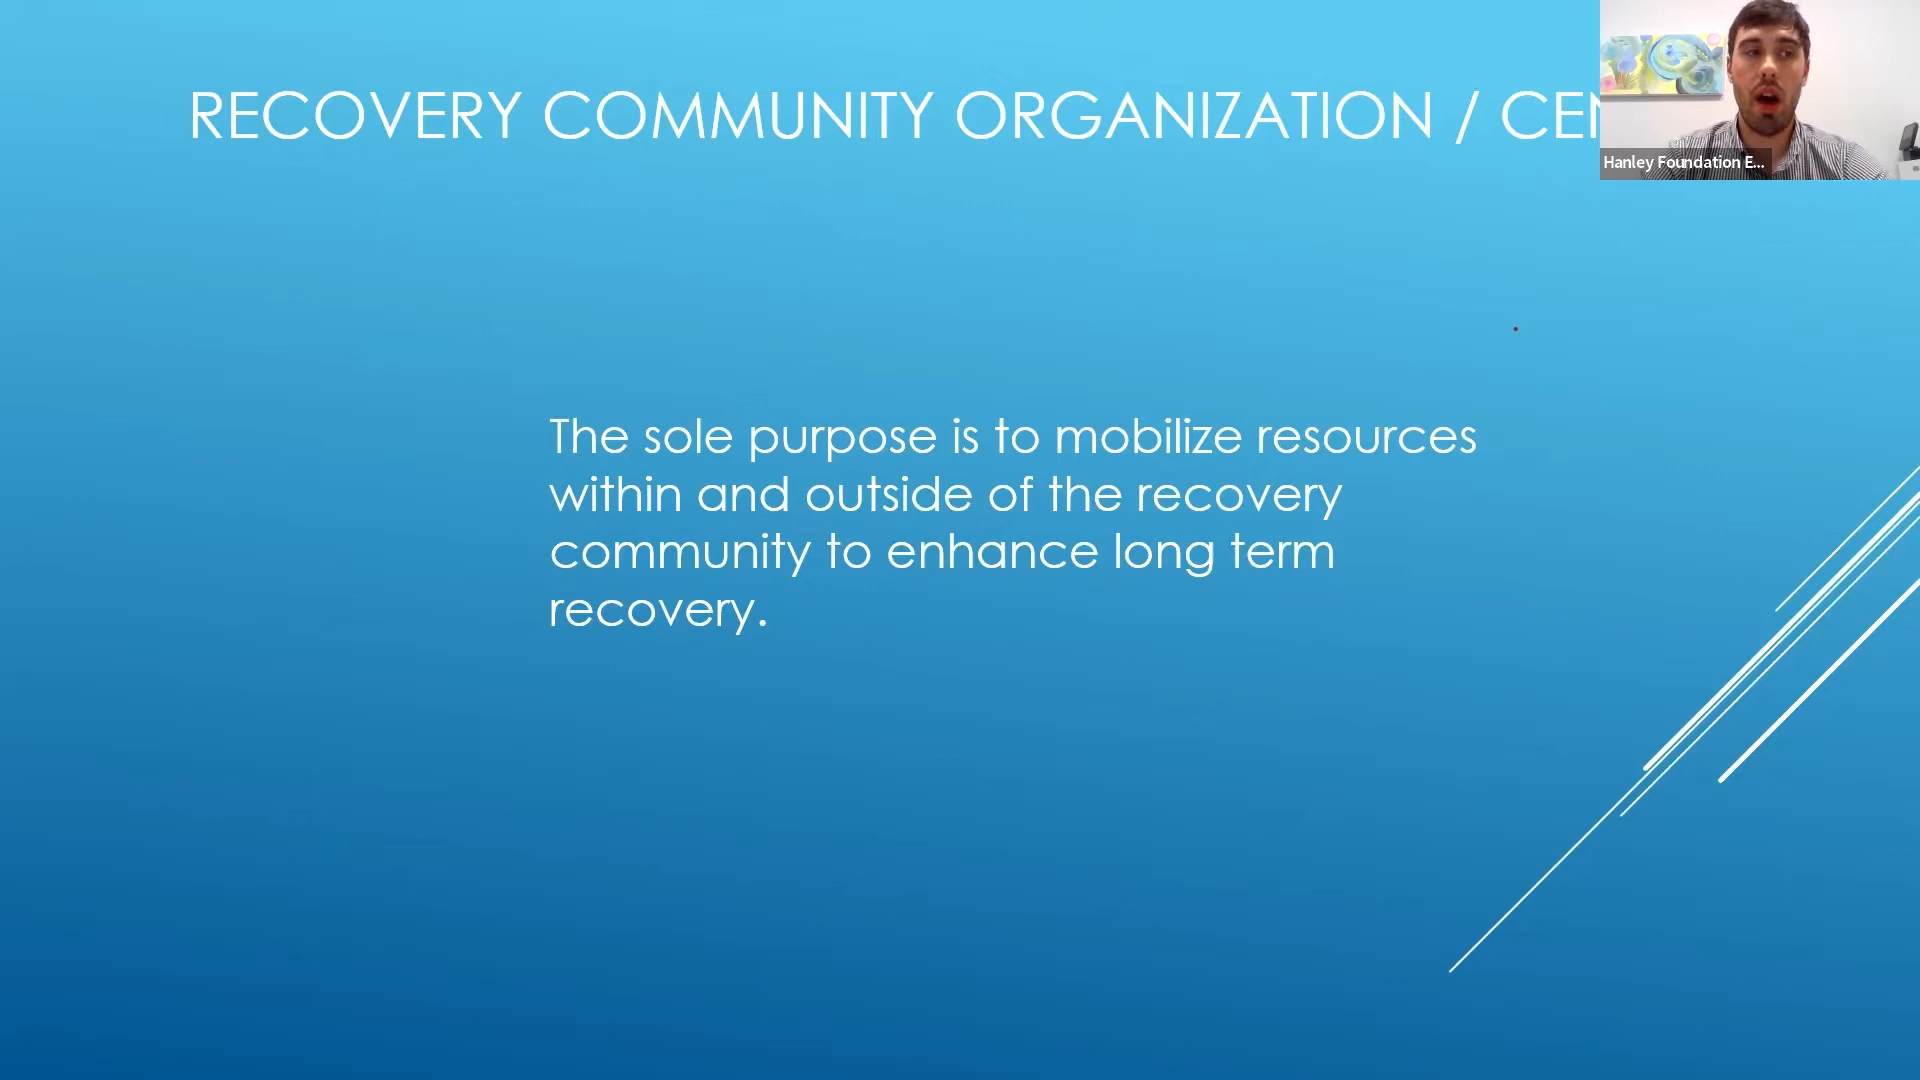 RECOVERY COMMUNITY ORGANIZATION /
Hanley Foundation E...
The sole purpose is to mobilize resources
within and outside of the recovery
community to enhance long term
recovery.